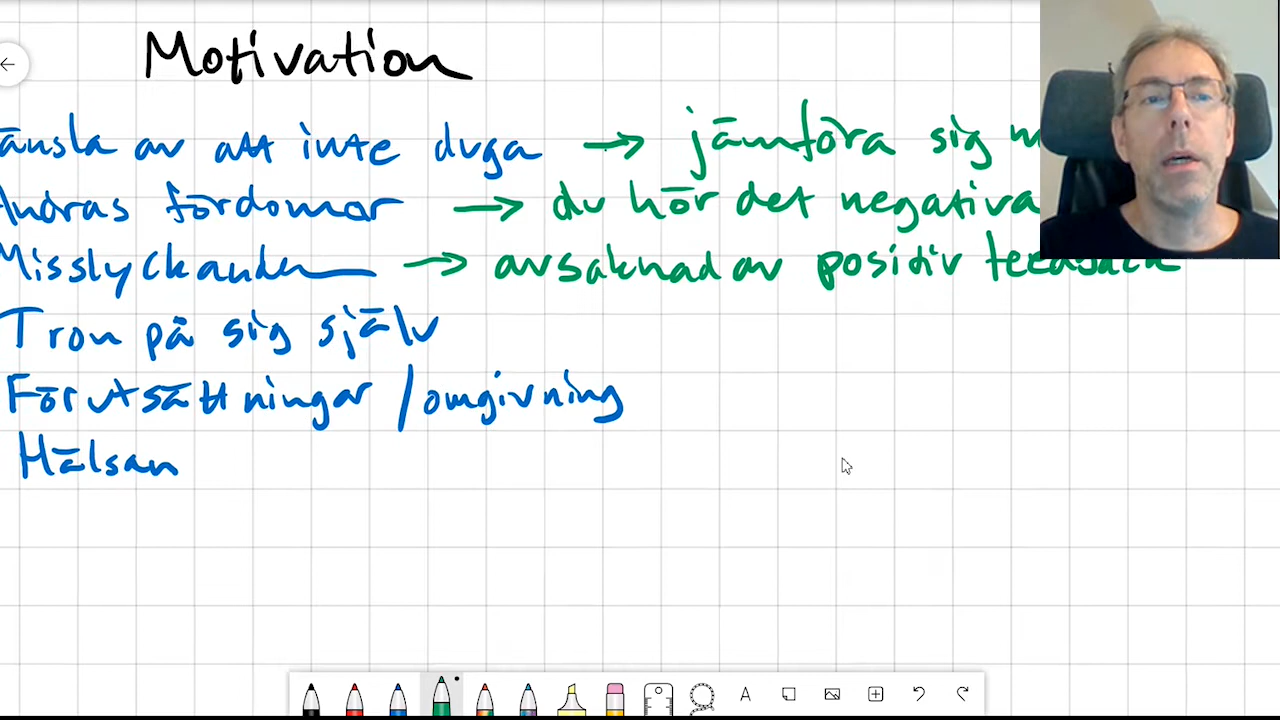 Motivation
änsla av att inte duga → jämföra sig
Andras fördomar → du hör det negativa
Misslyckanden → avsaknad av positiv feedback
Tron på sig själv
Förutsättningar / omgivning
Hälsan
A